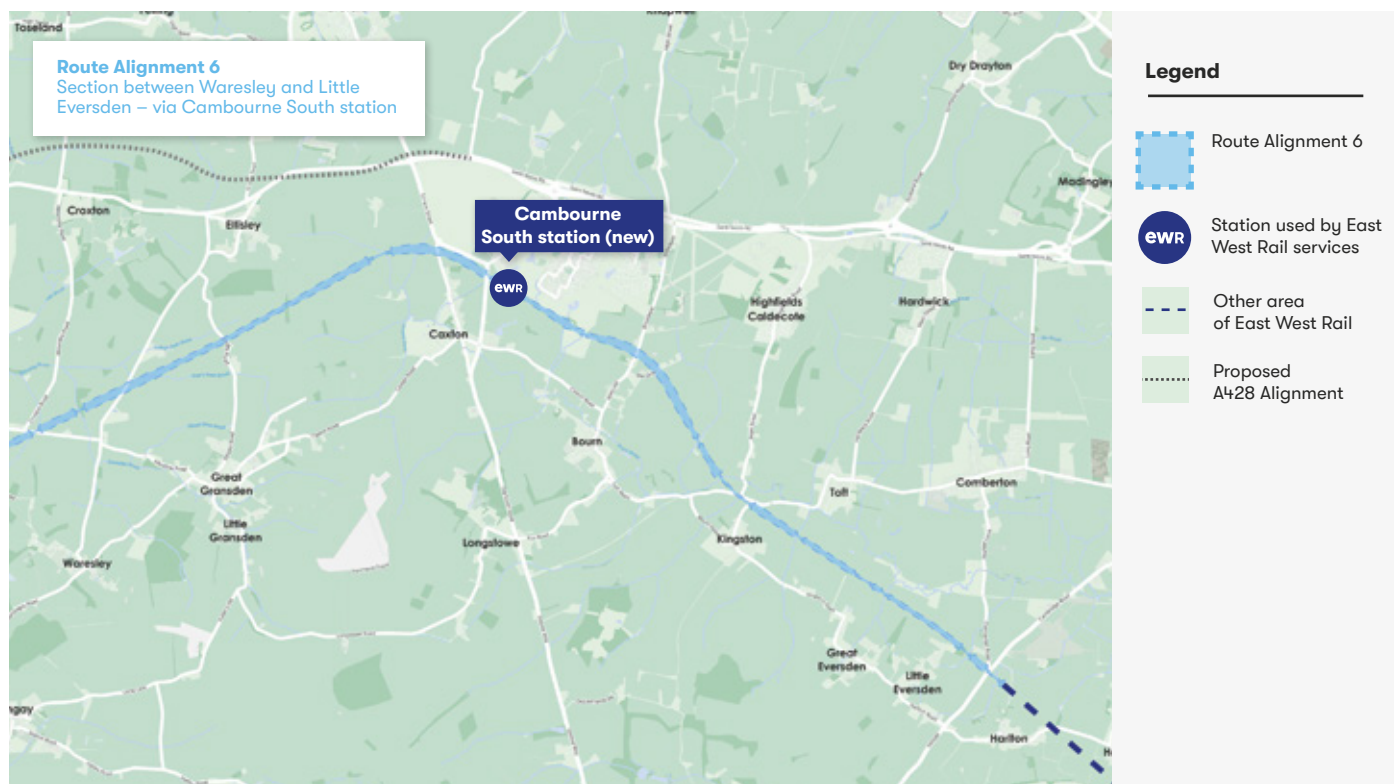 Toseland
Knapwell
Route Alignment 6
Section between Waresley and Little
Eversden – via Cambourne South station
Dry Drayton
Madingley
Croxton
Eltisley
Cambourne
South station (new)
ewR
Highfields
Caldecote
Hardwick
Caxton
Bourn
Great
Gransden
Little
Gransden
Toft
Comberton
Waresley
Longstowe
Kingston
Great
Eversden
Little
Eversden
ngay
Harlton
Legend
Route Alignment 6
ewR
Station used by East
West Rail services
Other area
of East West Rail
Proposed
A428 Alignment